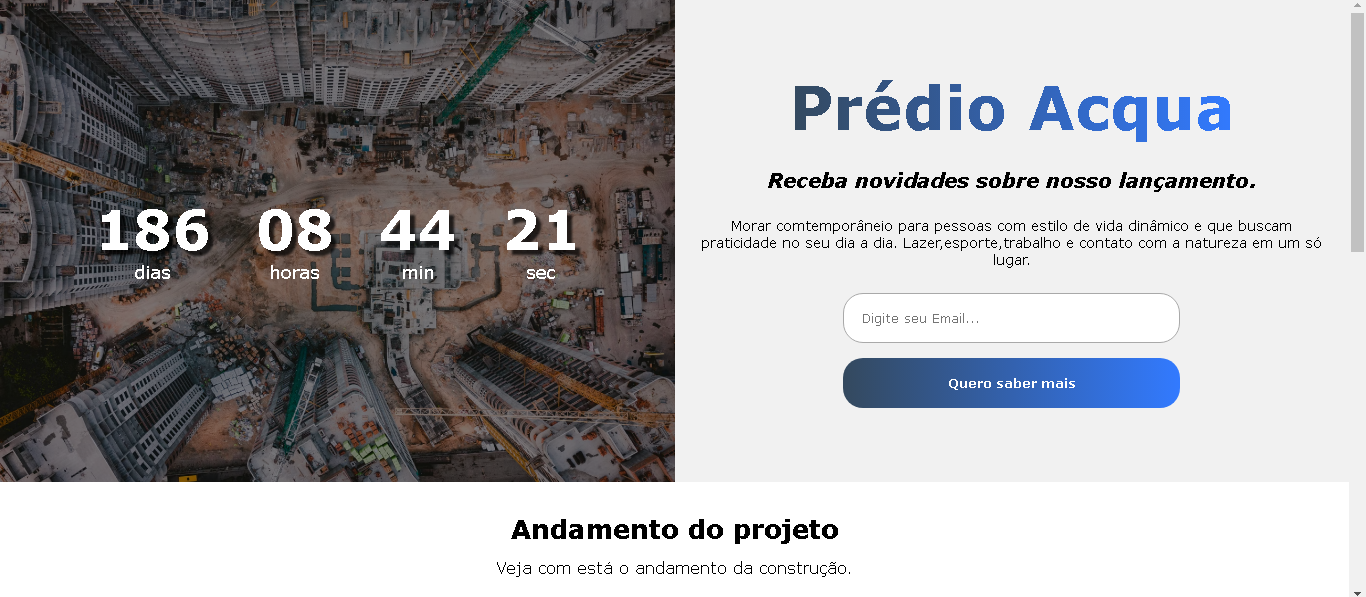 186 08 44 21
dias horas min sec
Prédio Acqua
Receba novidades sobre nosso lançamento.
Morar comtemporâneio para pessoas com estilo de vida dinâmico e que buscam
praticidade no seu dia a dia. Lazer,esporte,trabalho e contato com a natureza em um só
lugar.
Digite seu Email...
Quero saber mais
Andamento do projeto
Veja com está o andamento da construção.